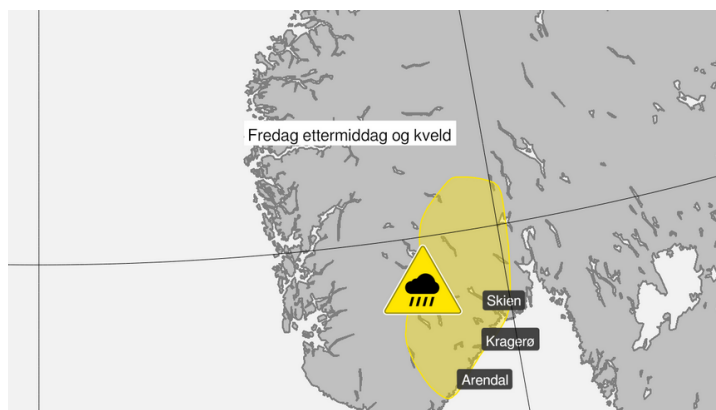 Fredag ettermiddag og kveld
Skien
Kragerø
Arendal